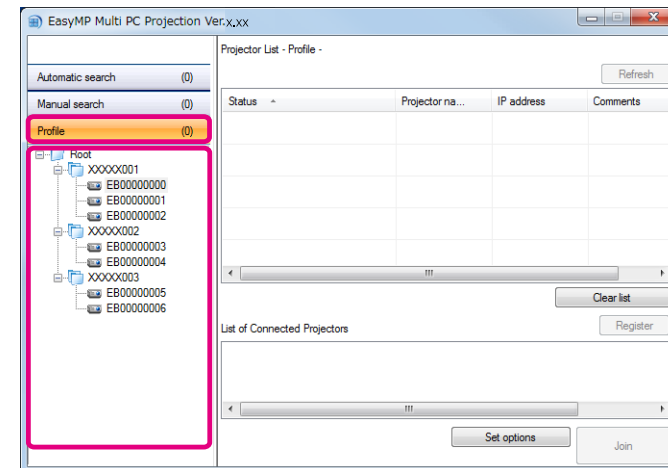 EasyMP Multi PC Projection Ver.x.xx
Projector List - Profile -
Refresh
Automatic search (0)
Manual search (0)
Profile (0)
Status Projector na... IP address Comments
Root
XXXXX001
EB00000000
EB00000001
EB00000002
XXXXX002
EB00000003
EB00000004
XXXXX003
EB00000005
EB00000006
Clear list
List of Connected Projectors
Register
Set options
Join